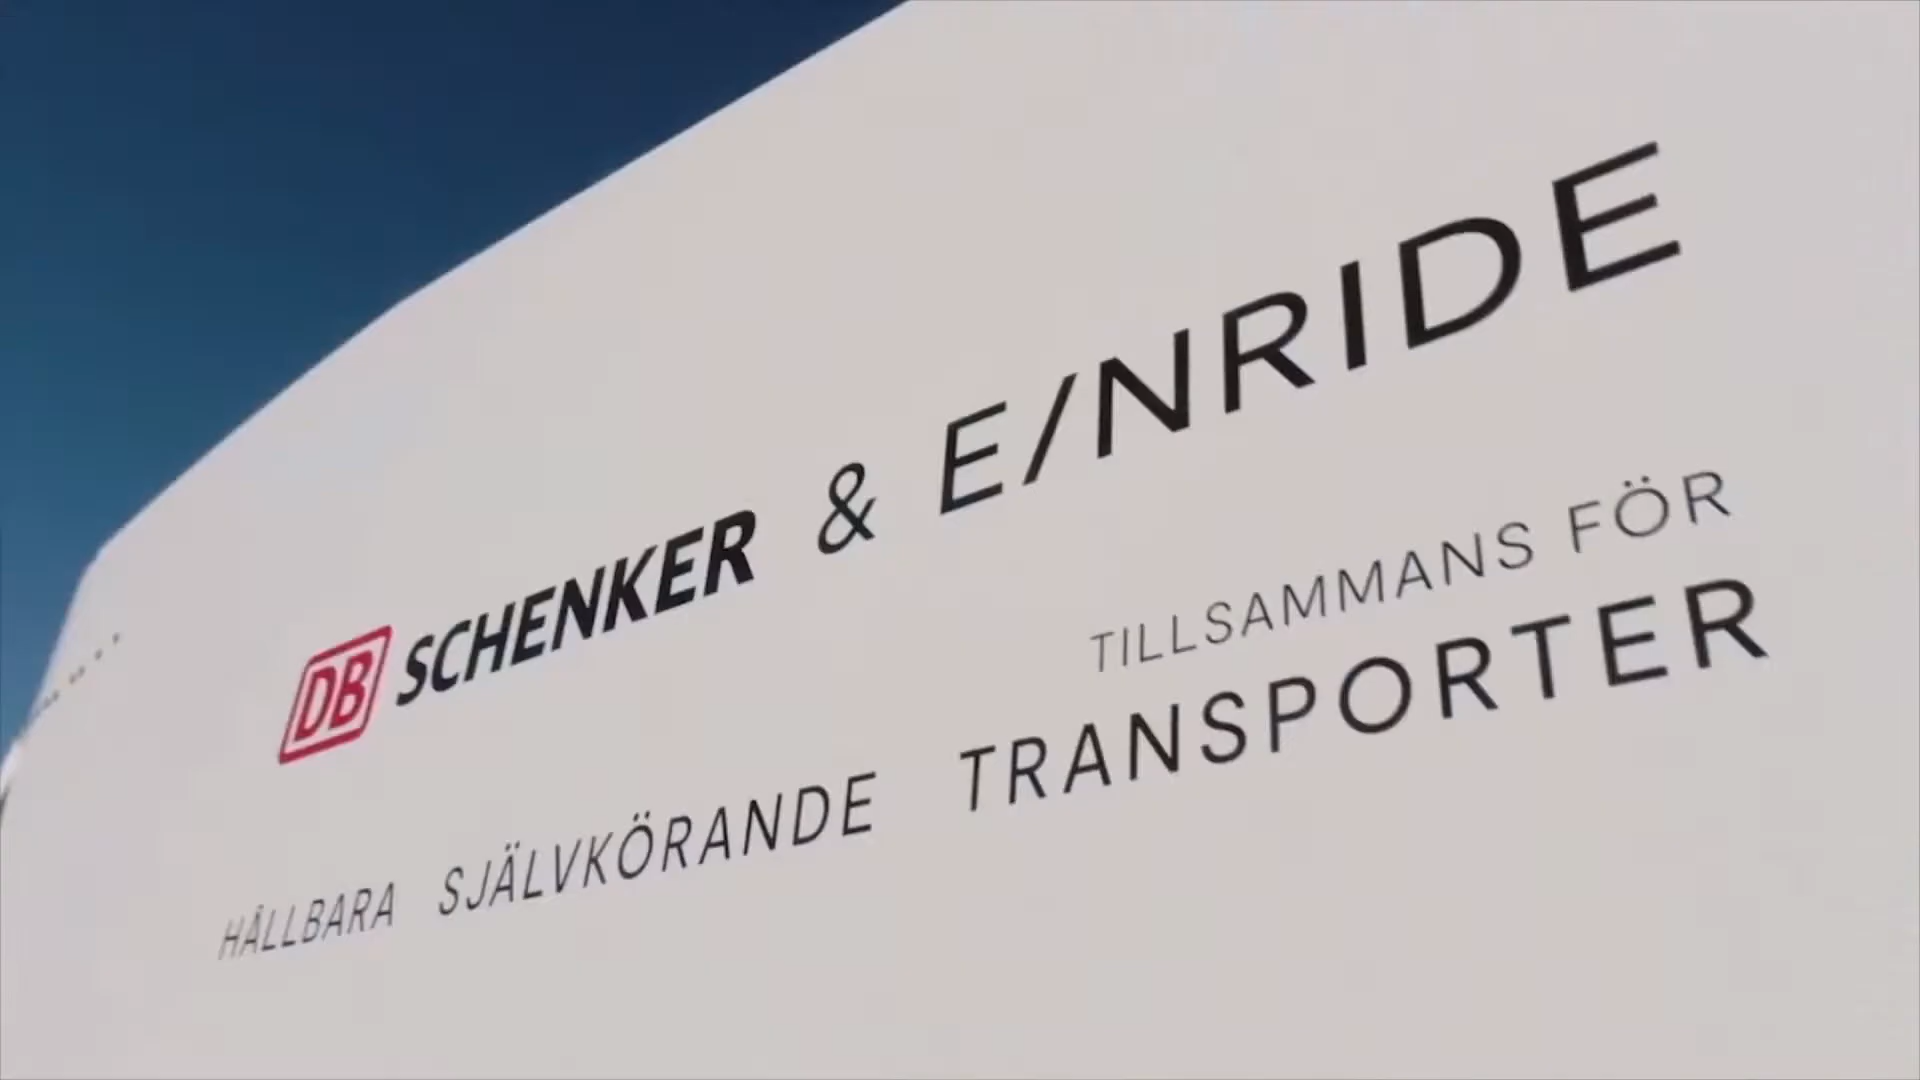 DB SCHENKER & E/NRIDE
TILLSAMMANS FÖR
HÅLLBARA SJÄLVKÖRANDE TRANSPORTER